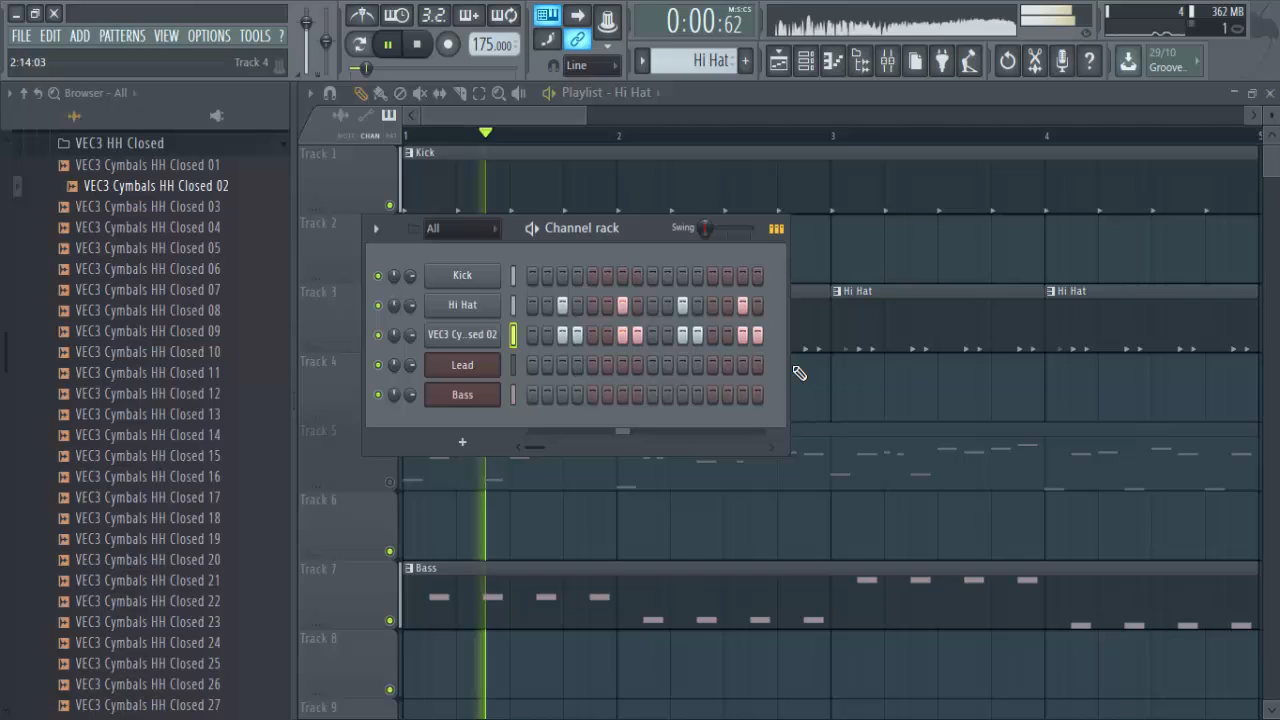 FILE EDIT ADD PATTERNS VIEW OPTIONS TOOLS ?
2:14:03 Track 4
3.2.
175.000
Line
0:00:62 M:S:CS
Hi Hat
4 362 MB
1
29/10
Groove..
Browser - All
Playlist - Hi Hat
VEC3 HH Closed
VEC3 Cymbals HH Closed 01
VEC3 Cymbals HH Closed 02
VEC3 Cymbals HH Closed 03
VEC3 Cymbals HH Closed 04
VEC3 Cymbals HH Closed 05
VEC3 Cymbals HH Closed 06
VEC3 Cymbals HH Closed 07
VEC3 Cymbals HH Closed 08
VEC3 Cymbals HH Closed 09
VEC3 Cymbals HH Closed 10
VEC3 Cymbals HH Closed 11
VEC3 Cymbals HH Closed 12
VEC3 Cymbals HH Closed 13
VEC3 Cymbals HH Closed 14
VEC3 Cymbals HH Closed 15
VEC3 Cymbals HH Closed 16
VEC3 Cymbals HH Closed 17
VEC3 Cymbals HH Closed 18
VEC3 Cymbals HH Closed 19
VEC3 Cymbals HH Closed 20
VEC3 Cymbals HH Closed 21
VEC3 Cymbals HH Closed 22
VEC3 Cymbals HH Closed 23
VEC3 Cymbals HH Closed 24
VEC3 Cymbals HH Closed 25
VEC3 Cymbals HH Closed 26
VEC3 Cymbals HH Closed 27
CHAN
1 2 3 4
Track 1 Kick
Track 2
Track 3 Hi Hat Hi Hat
Track 4
Track 5
Track 6
Track 7 Bass
Track 8
Track 9
All Channel rack Swing
Kick
Hi Hat
VEC3 Cy..sed 02
Lead
Bass
+